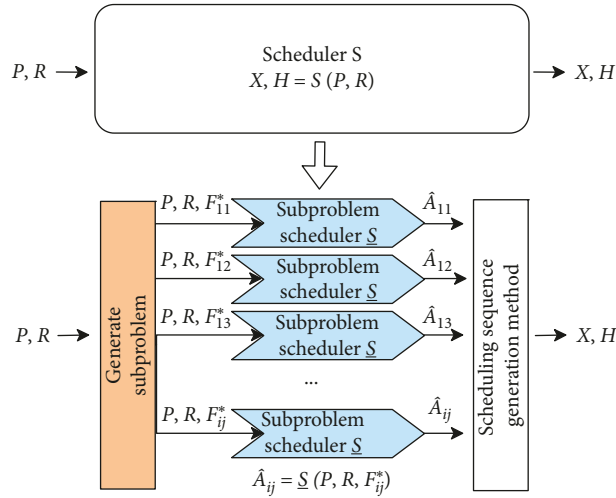 Scheduler S
P, R
X, H = S (P, R)
X, H
P, R, F*11
Subproblem
scheduler S
Â11
P, R, F*12
Subproblem
scheduler S
Â12
P, R, F*13
Subproblem
scheduler S
Â13
P, R
Generate
subproblem
...
Scheduling sequence
generation method
X, H
P, R, F*ij
Subproblem
scheduler S
Âij
Âij = S (P, R, F*ij)